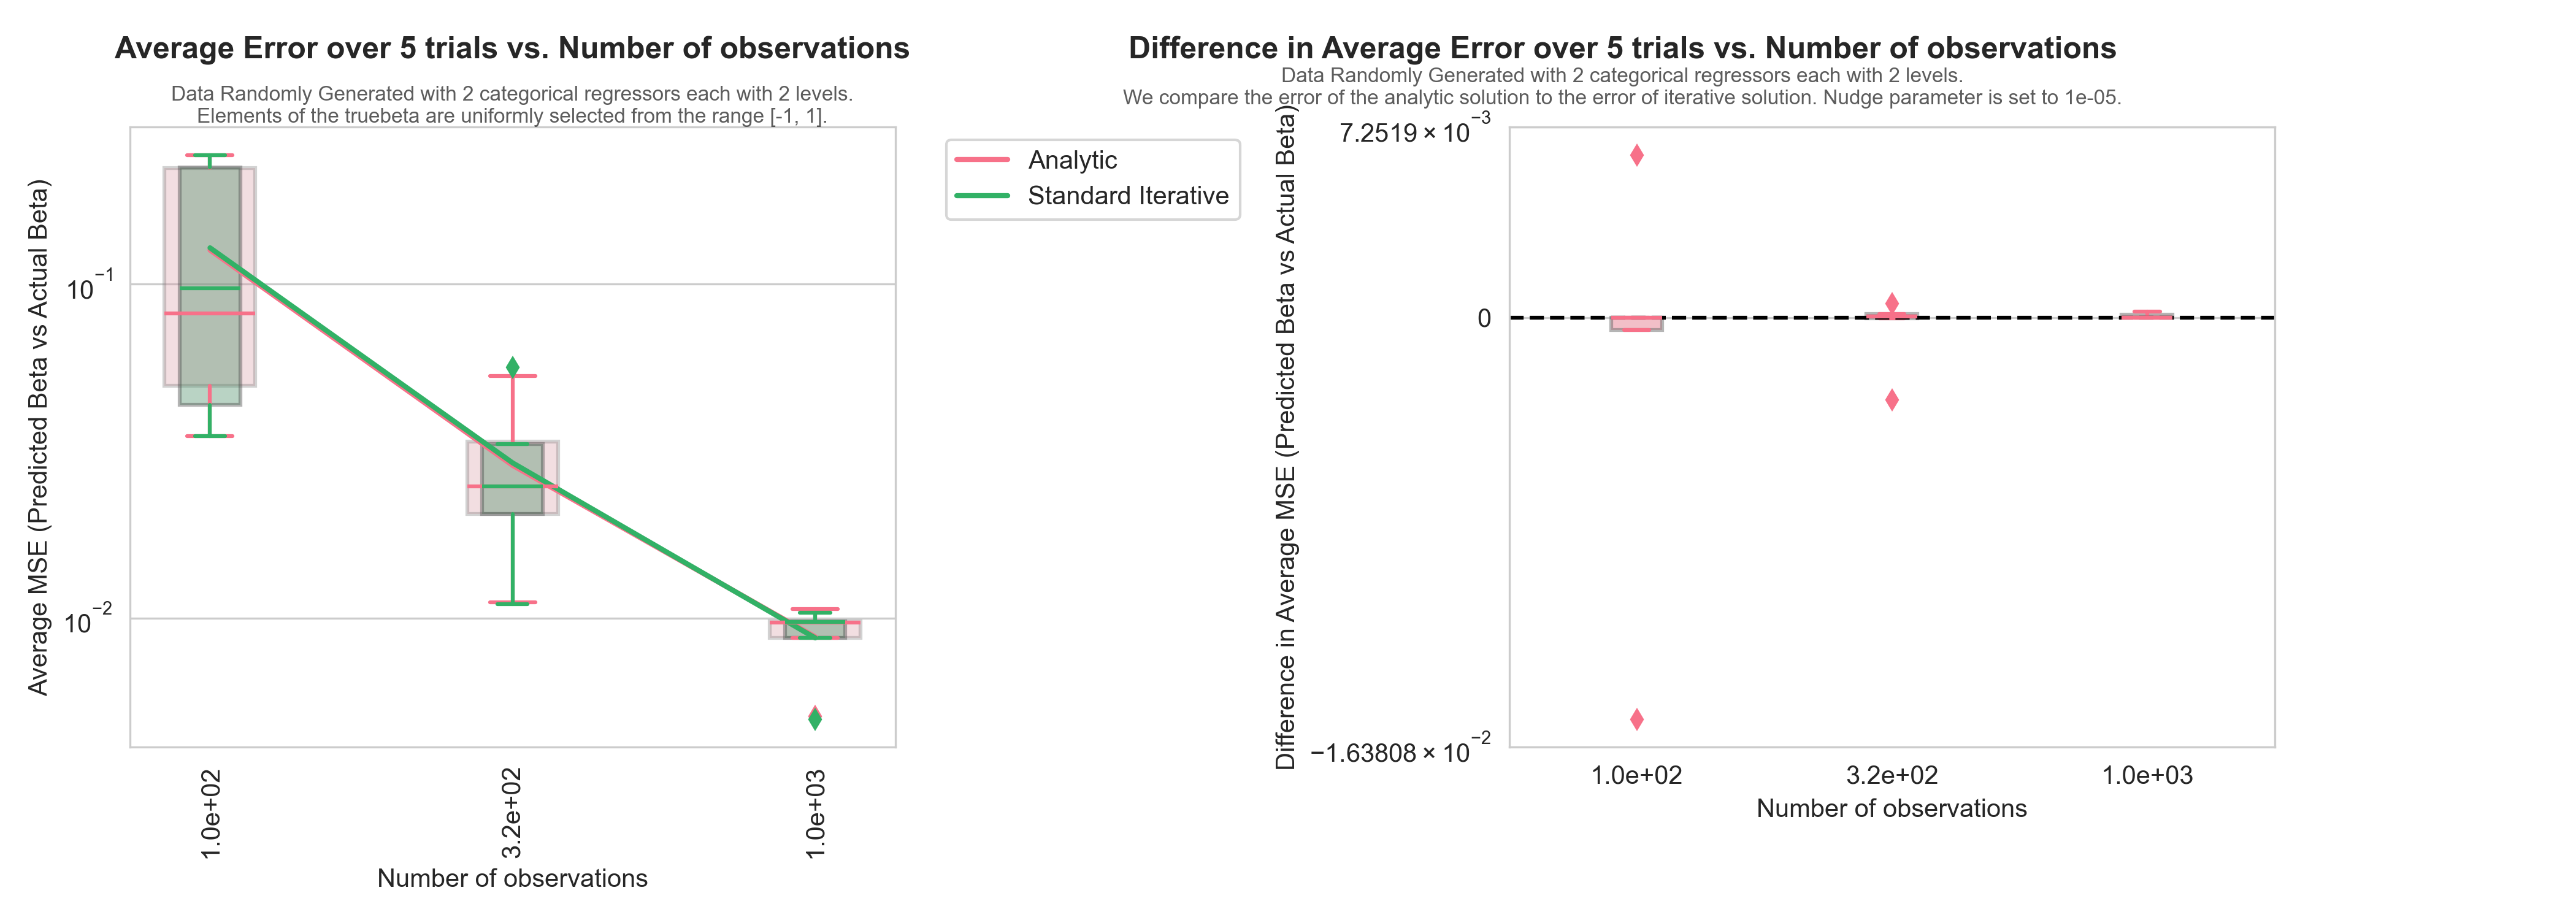 Average Error over 5 trials vs. Number of observations
Data Randomly Generated with 2 categorical regressors each with 2 levels.
Elements of the truebeta are uniformly selected from the range [-1, 1].
Average MSE (Predicted Beta vs Actual Beta)
10⁻¹
10⁻²
1.0e+02
3.2e+02
1.0e+03
Number of observations
Analytic
Standard Iterative
Difference in Average Error over 5 trials vs. Number of observations
Data Randomly Generated with 2 categorical regressors each with 2 levels.
We compare the error of the analytic solution to the error of iterative solution. Nudge parameter is set to 1e-05.
Difference in Average MSE (Predicted Beta vs Actual Beta)
7.2519 × 10⁻³
0
−1.63808 × 10⁻²
1.0e+02
3.2e+02
1.0e+03
Number of observations